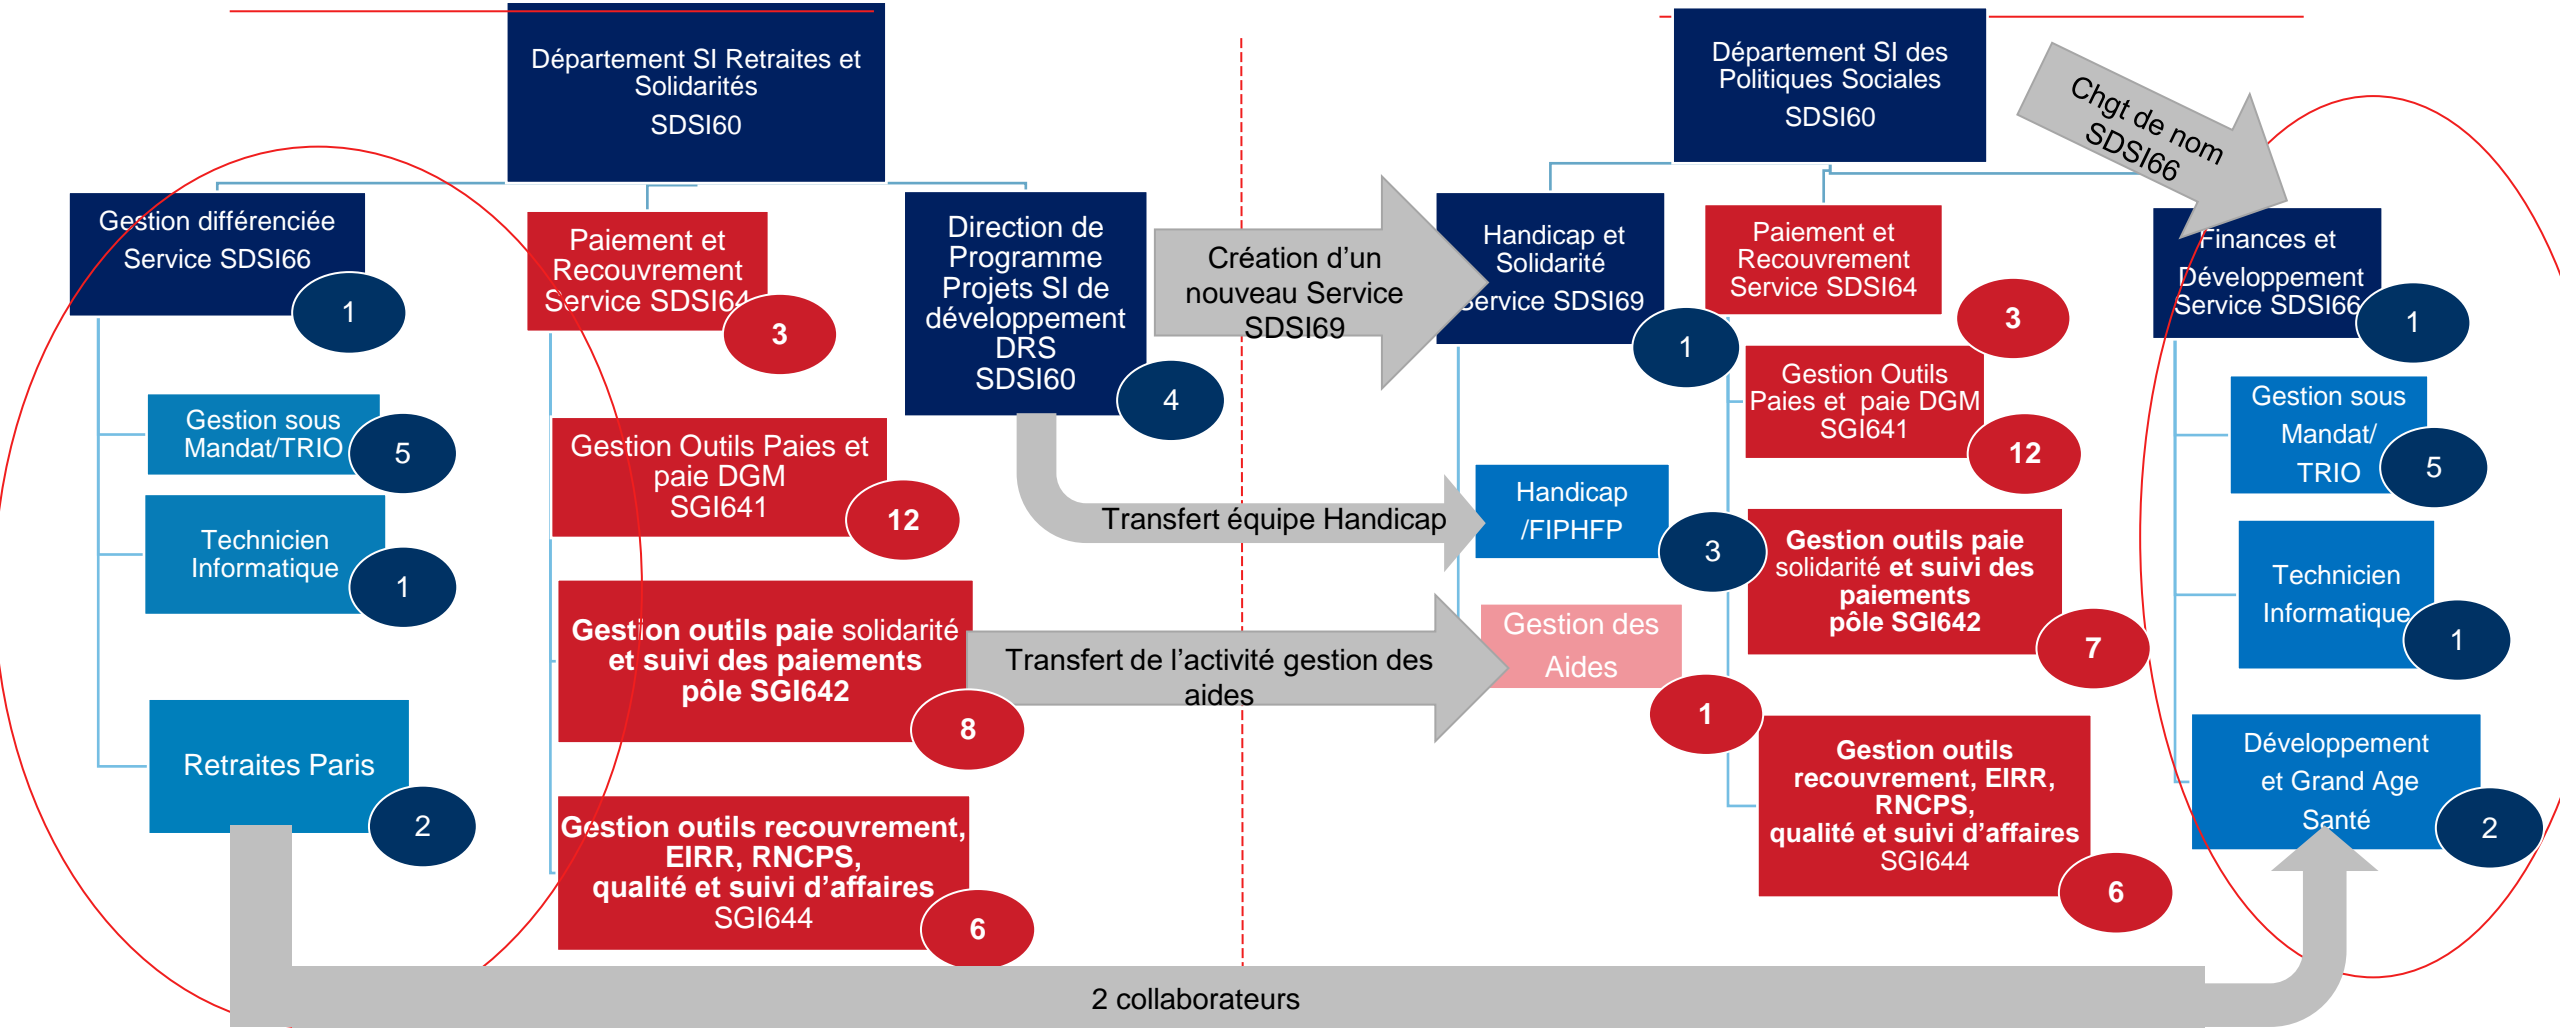 Département SI Retraites et
Solidarités
SDSI60
Gestion différenciée
Service SDSI66
1
Gestion sous
Mandat/TRIO
5
Technicien
Informatique
1
Retraites Paris
2
Paiement et
Recouvrement
Service SDSI64
3
Gestion Outils Paies et
paie DGM
SGI641
12
Gestion outils paie solidarité
et suivi des paiements
pôle SGI642
8
Gestion outils recouvrement,
EIRR, RNCPS,
qualité et suivi d’affaires
SGI644
6
Direction de
Programme
Projets SI de
développement
DRS
SDSI60
4
Création d’un
nouveau Service
SDSI69
Transfert équipe Handicap
Transfert de l’activité gestion des
aides
2 collaborateurs
Département SI des
Politiques Sociales
SDSI60
Chgt de nom
SDSI66
Handicap et
Solidarité
Service SDSI69
1
Handicap
/FIPHFP
3
Gestion des
Aides
1
Paiement et
Recouvrement
Service SDSI64
3
Gestion Outils
Paies et paie DGM
SGI641
12
Gestion outils paie
solidarité et suivi des
paiements
pôle SGI642
7
Gestion outils
recouvrement, EIRR,
RNCPS,
qualité et suivi d’affaires
SGI644
6
Finances et
Développement
Service SDSI66
1
Gestion sous
Mandat/
TRIO
5
Technicien
Informatique
1
Développement
et Grand Age
Santé
2